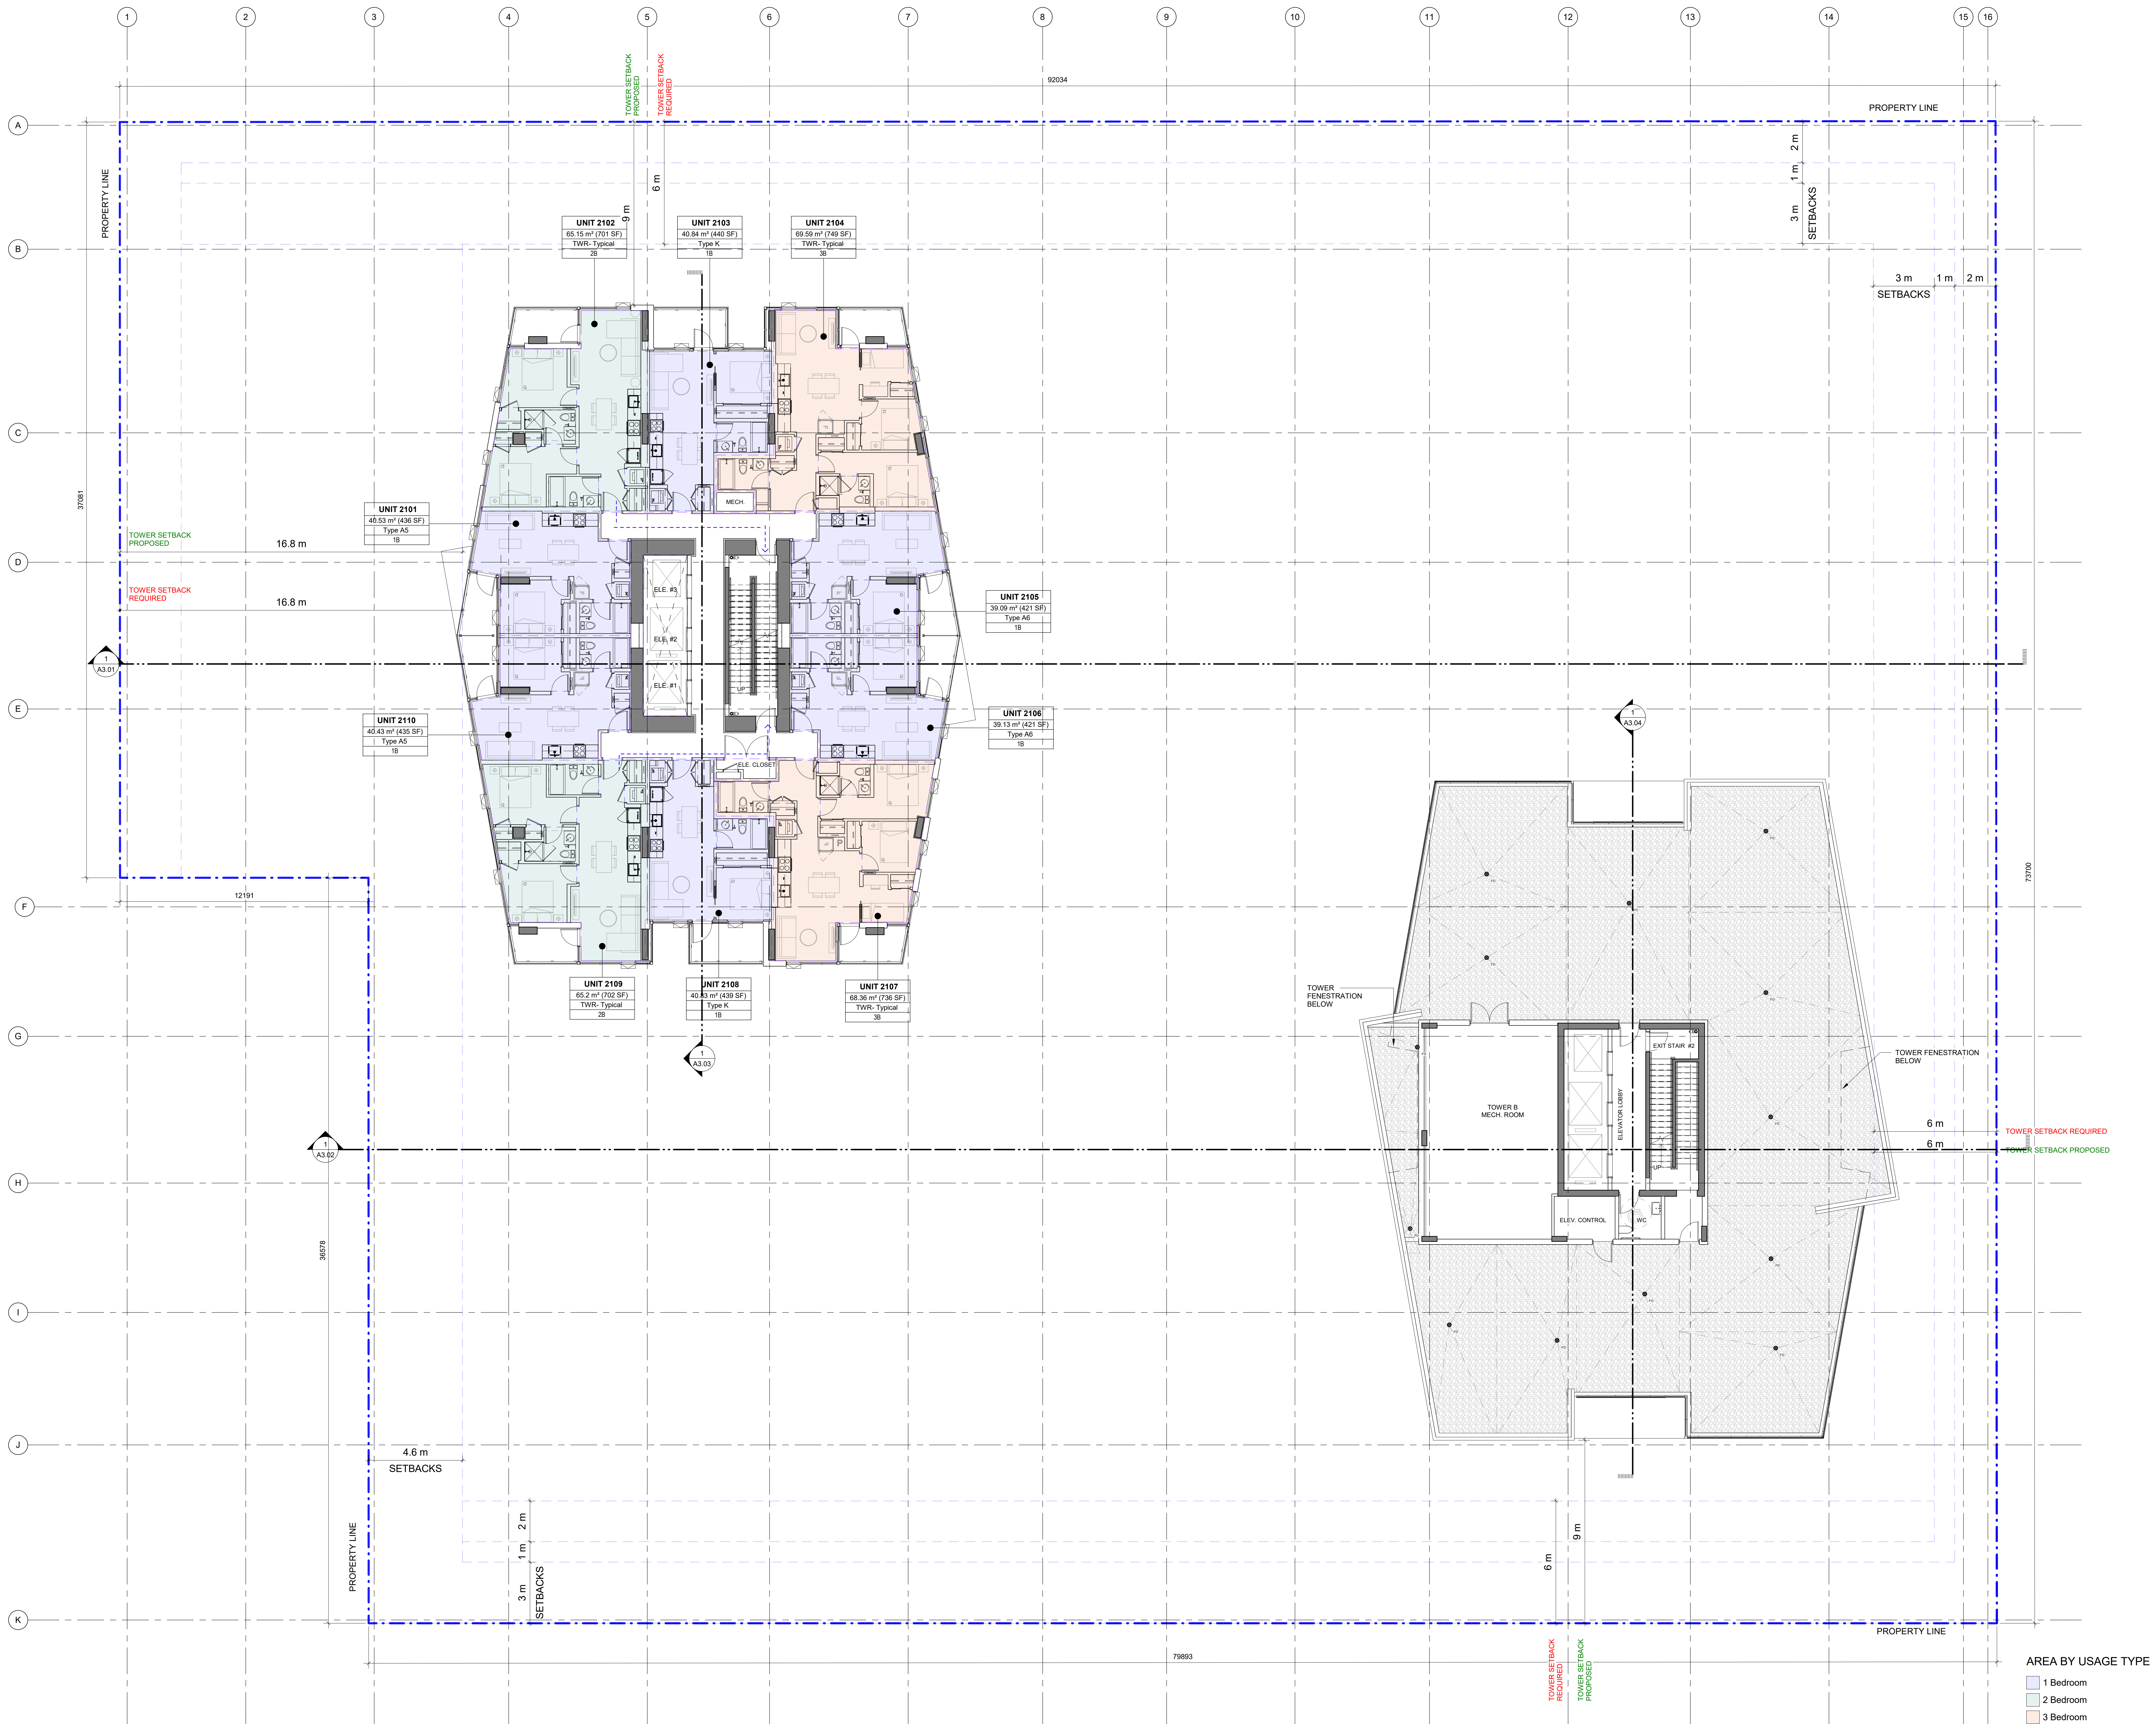 1
2
3
4
5
6
7
8
9
10
11
12
13
14
15
16
TOWER SETBACK
PROPOSED
TOWER SETBACK
REQUIRED
92034
PROPERTY LINE
A
PROPERTY LINE
6 m
9 m
2 m
1 m
3 m
SETBACKS
B
UNIT 2102
65.15 m² (701 SF)
TWR- Typical
2B
UNIT 2103
40.84 m² (440 SF)
Type K
1B
UNIT 2104
69.59 m² (749 SF)
TWR- Typical
3B
3 m
1 m
2 m
SETBACKS
C
37081
MECH.
UNIT 2101
40.53 m² (436 SF)
Type A5
1B
TOWER SETBACK
PROPOSED
16.8 m
D
TOWER SETBACK
REQUIRED
16.8 m
ELE. #3
ELE. #2
ELE. #1
UP
UNIT 2105
39.09 m² (421 SF)
Type A6
1B
1
A3.01
E
UNIT 2110
40.43 m² (435 SF)
Type A5
1B
UNIT 2106
39.13 m² (421 SF)
Type A6
1B
1
A3.04
ELE. CLOSET
P
73700
12191
F
UNIT 2109
65.2 m² (702 SF)
TWR- Typical
2B
UNIT 2108
40.83 m² (439 SF)
Type K
1B
UNIT 2107
68.36 m² (736 SF)
TWR- Typical
3B
TOWER
FENESTRATION
BELOW
G
1
A3.03
EXIT STAIR #2
TOWER FENESTRATION
BELOW
TOWER B
MECH. ROOM
ELEVATOR LOBBY
6 m
TOWER SETBACK REQUIRED
6 m
TOWER SETBACK PROPOSED
1
A3.02
UP
H
ELEV. CONTROL
WC
36578
I
J
4.6 m
SETBACKS
2 m
1 m
3 m
SETBACKS
PROPERTY LINE
6 m
9 m
K
PROPERTY LINE
79893
TOWER SETBACK
REQUIRED
TOWER SETBACK
PROPOSED
AREA BY USAGE TYPE
1 Bedroom
2 Bedroom
3 Bedroom